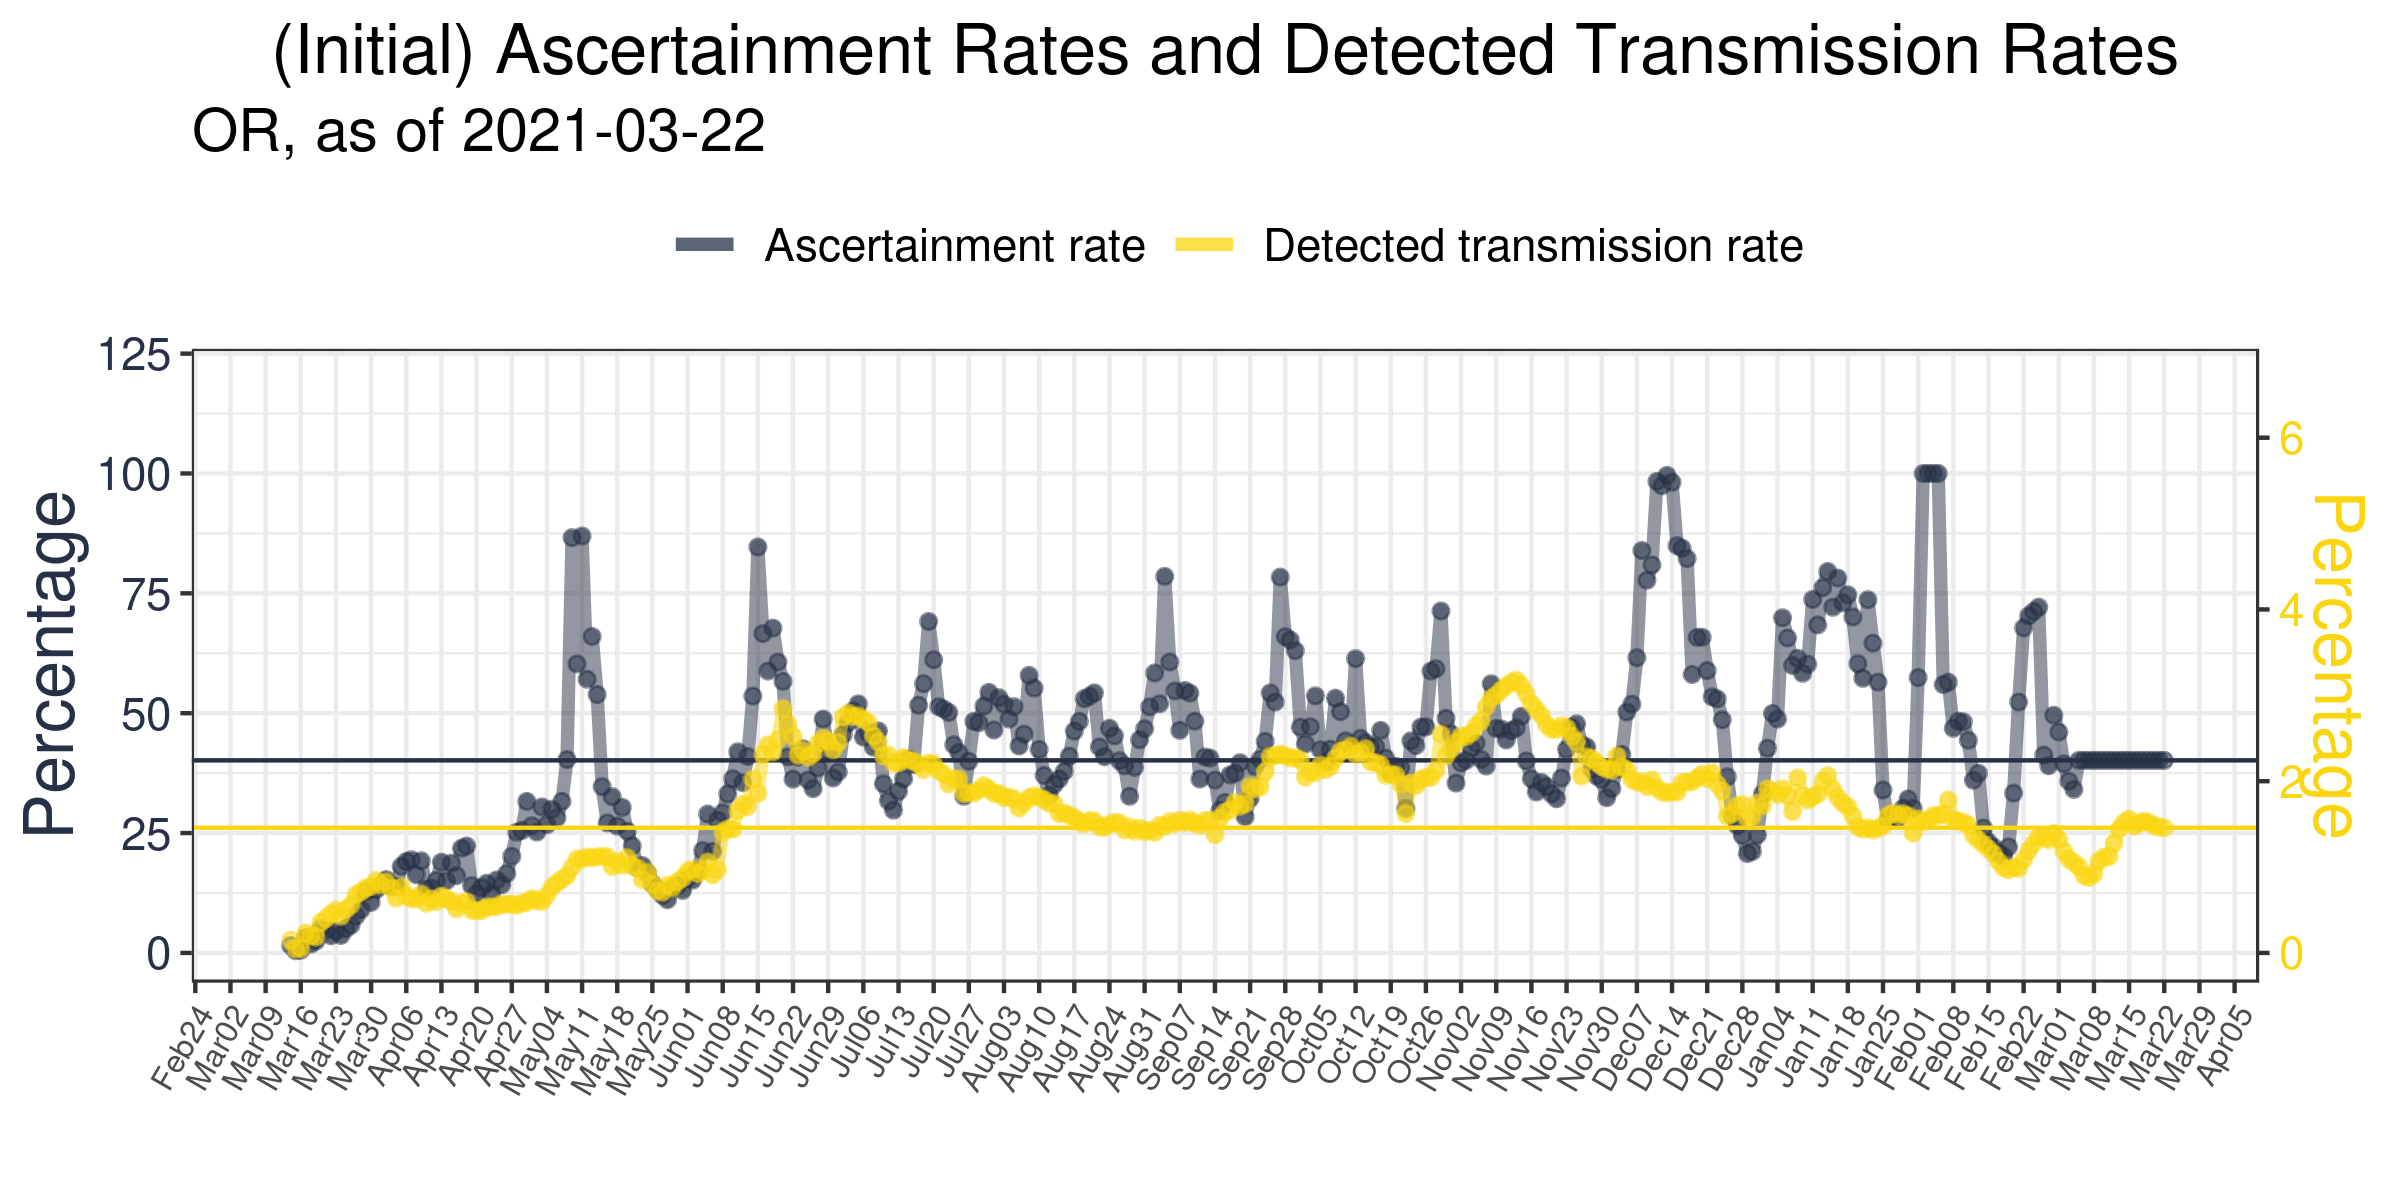 (Initial) Ascertainment Rates and Detected Transmission Rates
OR, as of 2021-03-22
Ascertainment rate
Detected transmission rate
Percentage
125
100
75
50
25
0
6
4
2
0
Percentage
Feb24
Mar02
Mar09
Mar16
Mar23
Mar30
Apr06
Apr13
Apr20
Apr27
May04
May11
May18
May25
Jun01
Jun08
Jun15
Jun22
Jun29
Jul06
Jul13
Jul20
Jul27
Aug03
Aug10
Aug17
Aug24
Aug31
Sep07
Sep14
Sep21
Sep28
Oct05
Oct12
Oct19
Oct26
Nov02
Nov09
Nov16
Nov23
Nov30
Dec07
Dec14
Dec21
Dec28
Jan04
Jan11
Jan18
Jan25
Feb01
Feb08
Feb15
Feb22
Mar01
Mar08
Mar15
Mar22
Mar29
Apr05